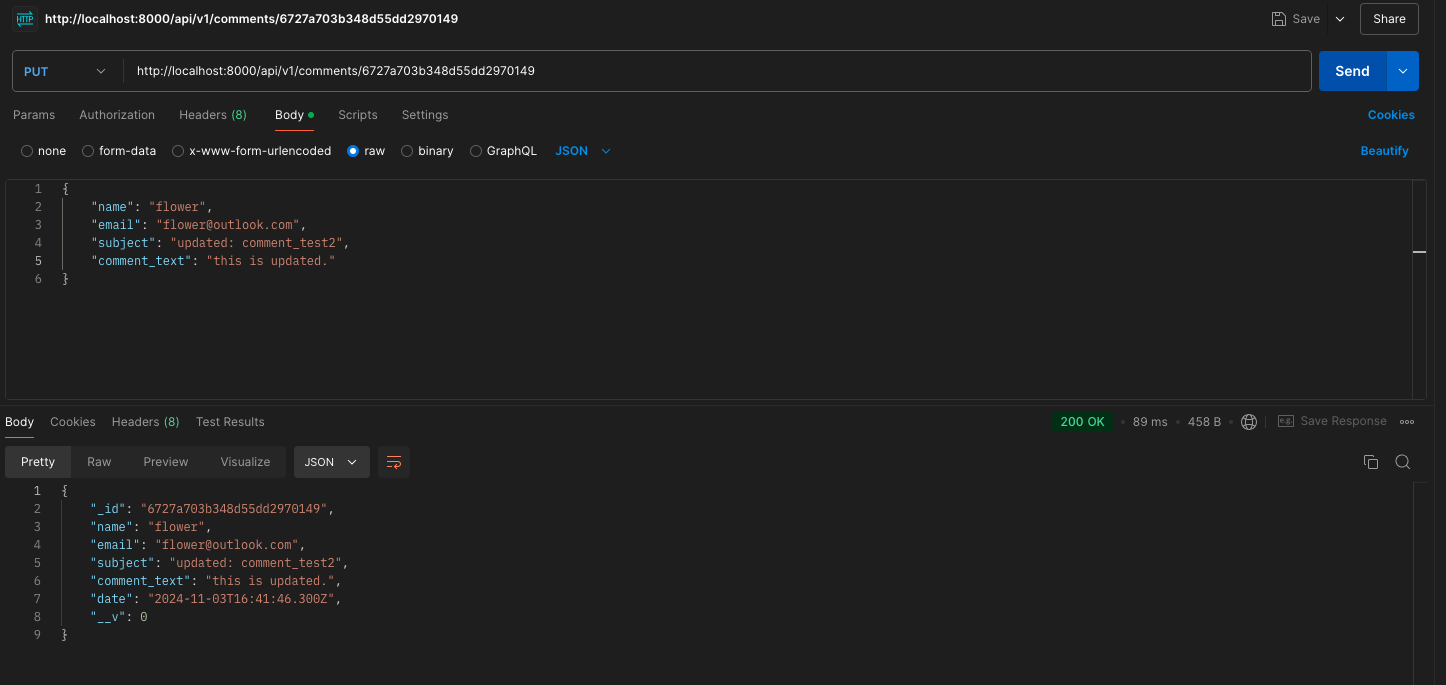 HTTP http://localhost:8000/api/v1/comments/6727a703b348d55dd2970149 Save Share
PUT http://localhost:8000/api/v1/comments/6727a703b348d55dd2970149 Send
Params Authorization Headers (8) Body Scripts Settings Cookies
none form-data x-www-form-urlencoded raw binary GraphQL JSON Beautify
1 {
2 "name": "flower",
3 "email": "flower@outlook.com",
4 "subject": "updated: comment_test2",
5 "comment_text": "this is updated."
6 }
Body Cookies Headers (8) Test Results 200 OK • 89 ms • 458 B • e.g. Save Response
Pretty Raw Preview Visualize JSON
1 {
2 "_id": "6727a703b348d55dd2970149",
3 "name": "flower",
4 "email": "flower@outlook.com",
5 "subject": "updated: comment_test2",
6 "comment_text": "this is updated.",
7 "date": "2024-11-03T16:41:46.300Z",
8 "__v": 0
9 }